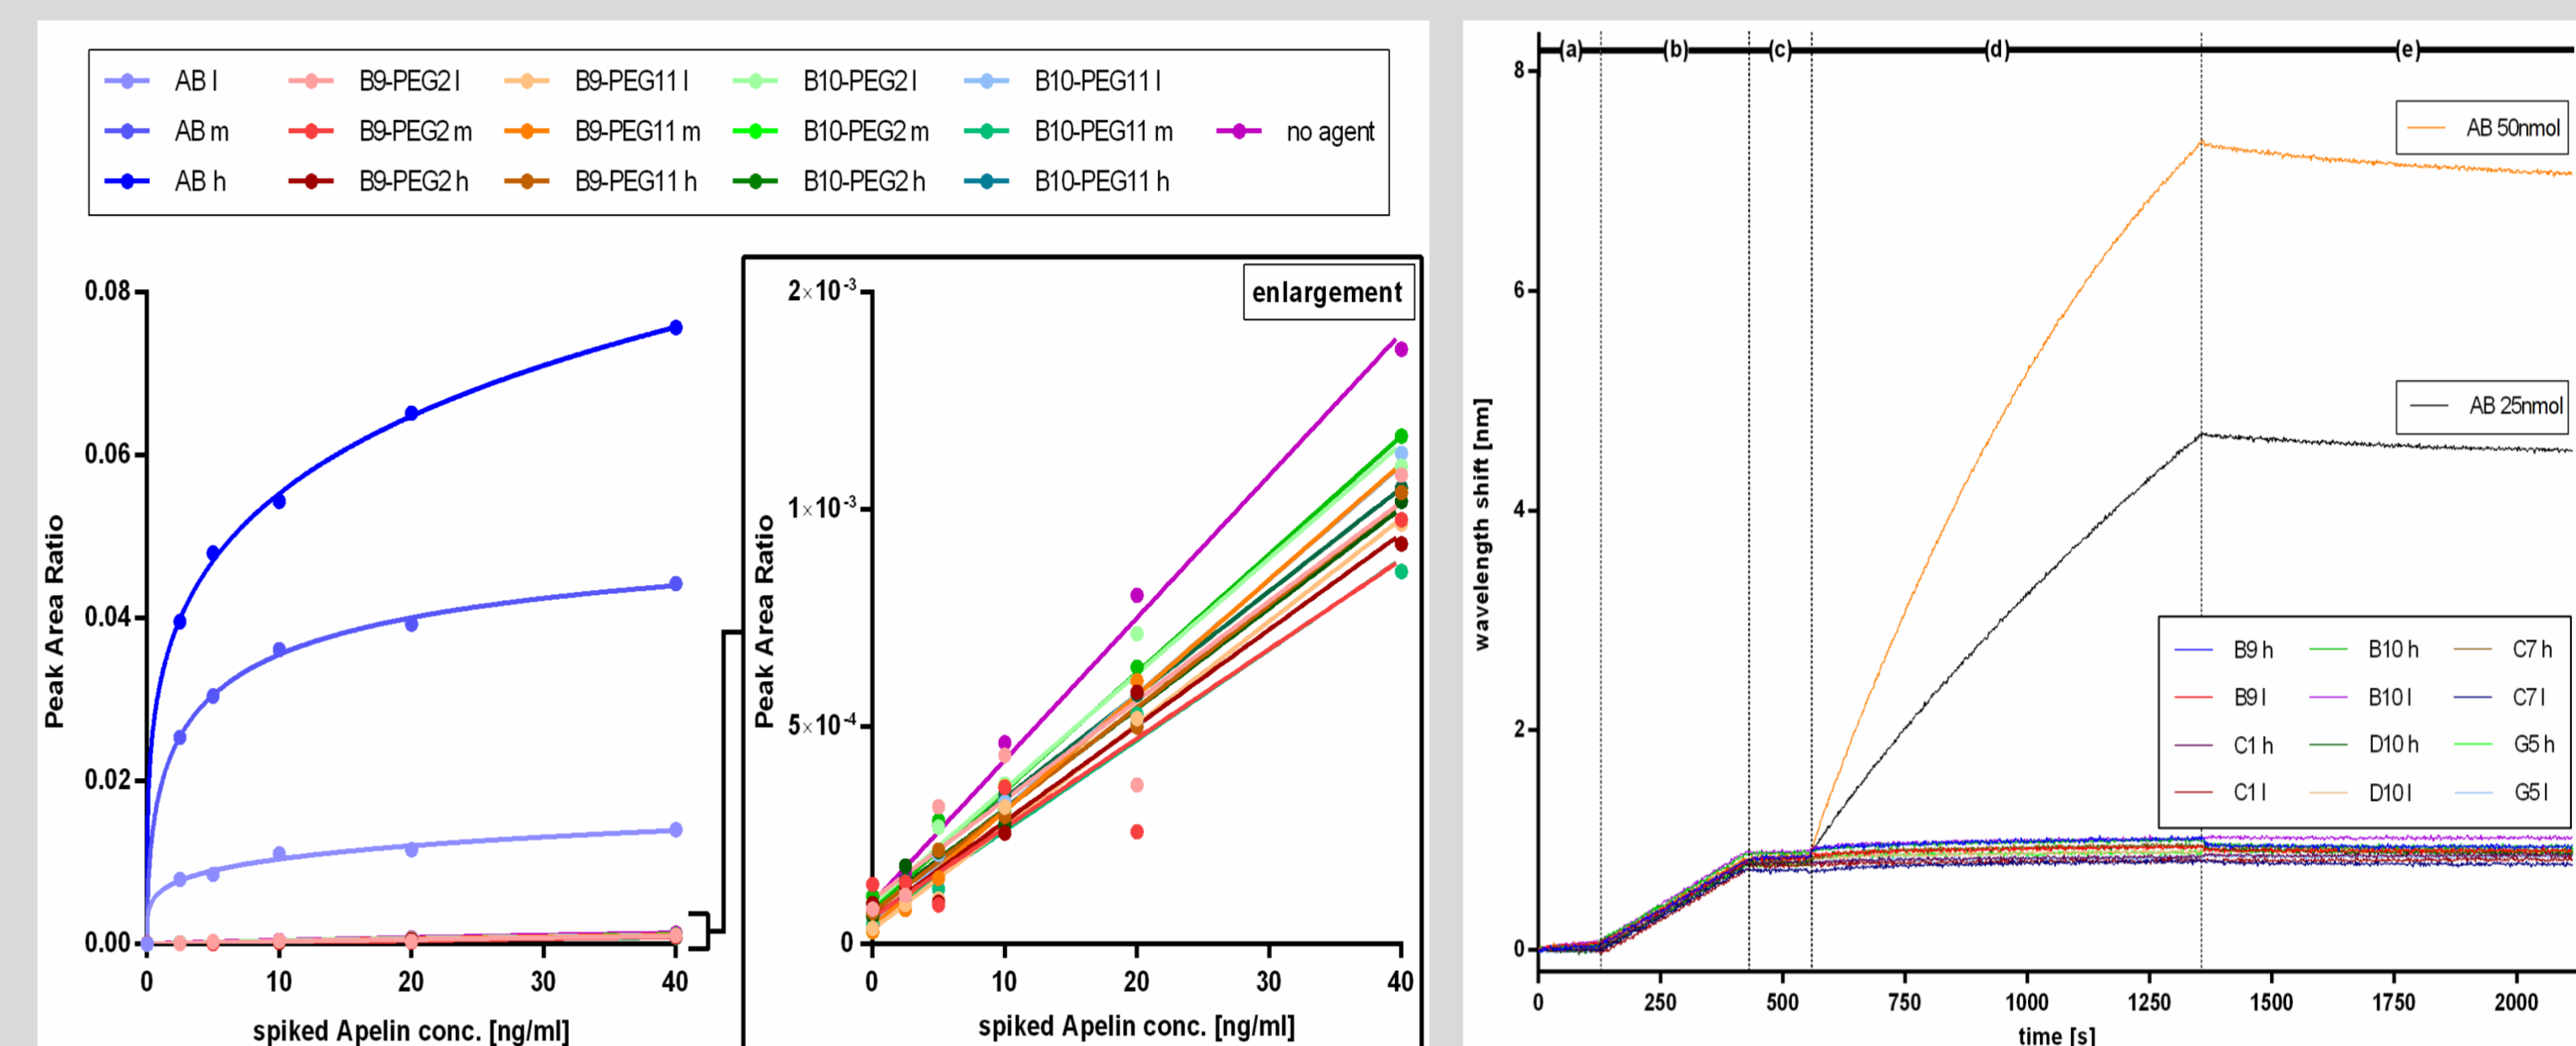 AB l B9-PEG2 l B9-PEG11 l B10-PEG2 l B10-PEG11 l
AB m B9-PEG2 m B9-PEG11 m B10-PEG2 m B10-PEG11 m no agent
AB h B9-PEG2 h B9-PEG11 h B10-PEG2 h B10-PEG11 h
0.08
0.06
0.04
0.02
0.00
Peak Area Ratio
0 10 20 30 40
spiked Apelin conc. [ng/ml]
enlargement
2×10-3
1×10-3
5×10-4
0
Peak Area Ratio
0 10 20 30 40
spiked Apelin conc. [ng/ml]
(a) (b) (c) (d) (e)
8
6
4
2
0
wavelength shift [nm]
AB 50nmol
AB 25nmol
B9 h B10 h C7 h
B9 l B10 l C7 l
C1 h D10 h G5 h
C1 l D10 l G5 l
0 250 500 750 1000 1250 1500 1750 2000
time [s]